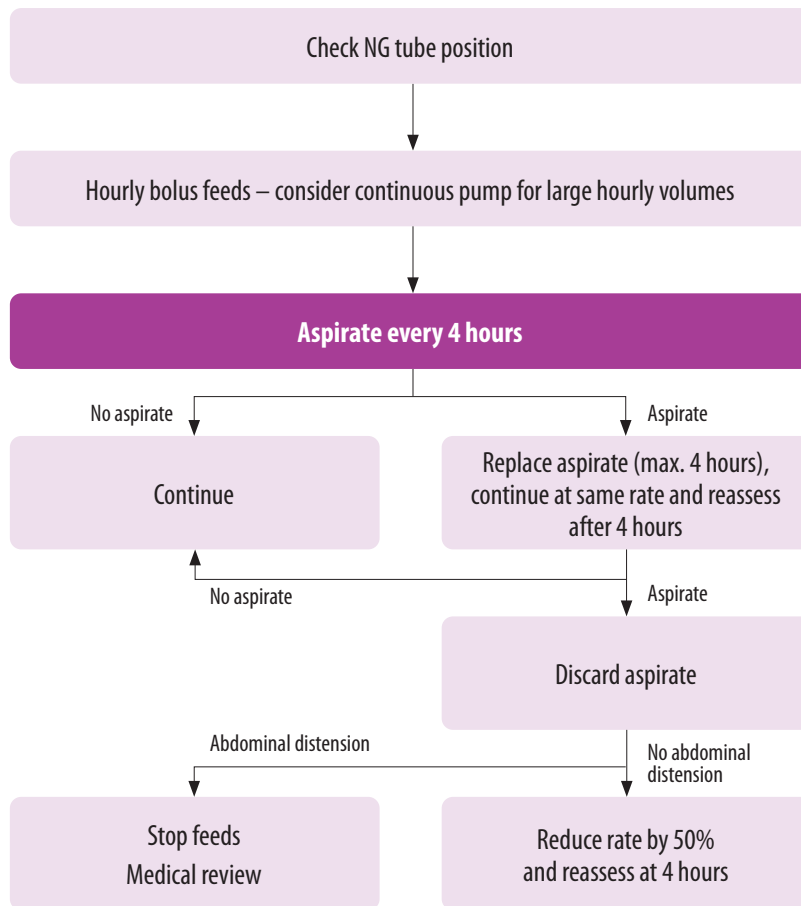 Check NG tube position
Hourly bolus feeds – consider continuous pump for large hourly volumes
Aspirate every 4 hours
No aspirate
Aspirate
Continue
Replace aspirate (max. 4 hours),
continue at same rate and reassess
after 4 hours
No aspirate
Aspirate
Discard aspirate
Abdominal distension
No abdominal
distension
Stop feeds
Medical review
Reduce rate by 50%
and reassess at 4 hours